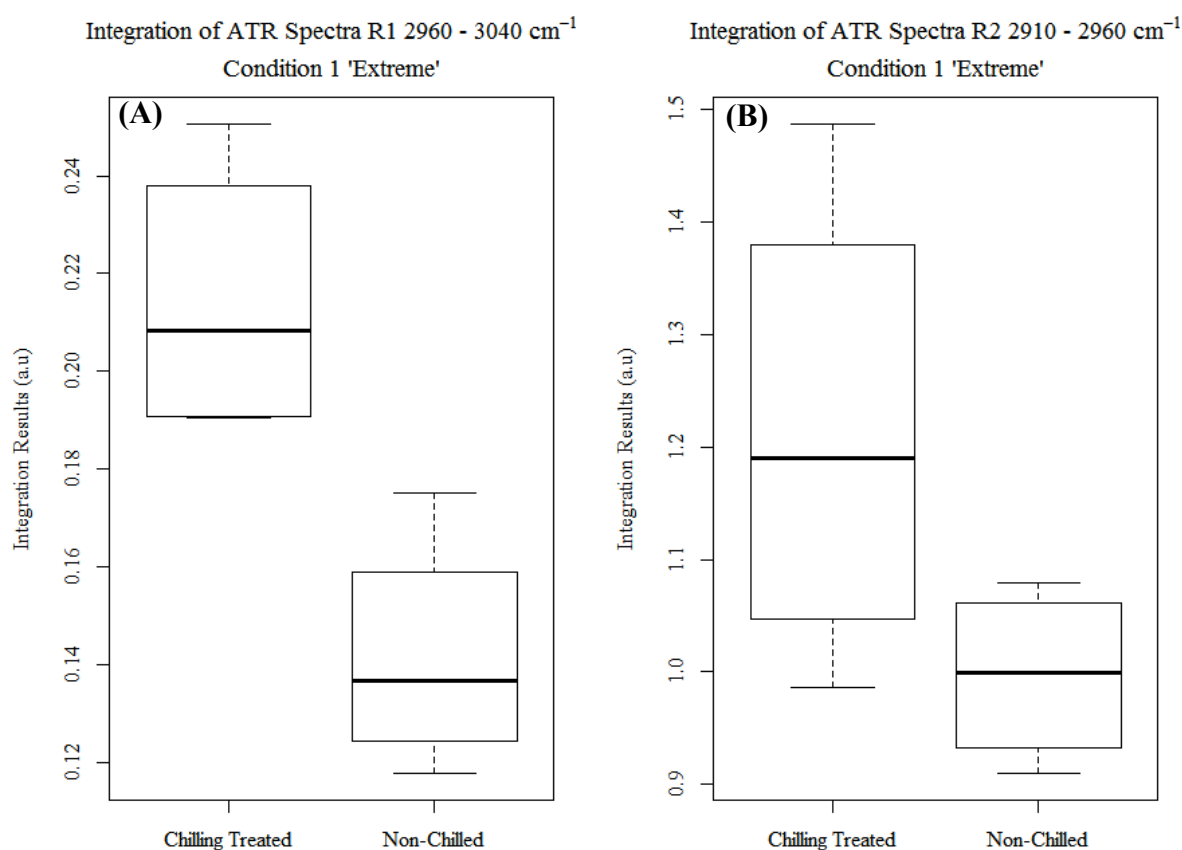 Integration of ATR Spectra R1 2960 - 3040 cm⁻¹
Condition 1 'Extreme'
(A)
Integration Results (a.u)
0.24
0.22
0.20
0.18
0.16
0.14
0.12
Chilling Treated
Non-Chilled
Integration of ATR Spectra R2 2910 - 2960 cm⁻¹
Condition 1 'Extreme'
(B)
Integration Results (a.u)
1.5
1.4
1.3
1.2
1.1
1.0
0.9
Chilling Treated
Non-Chilled